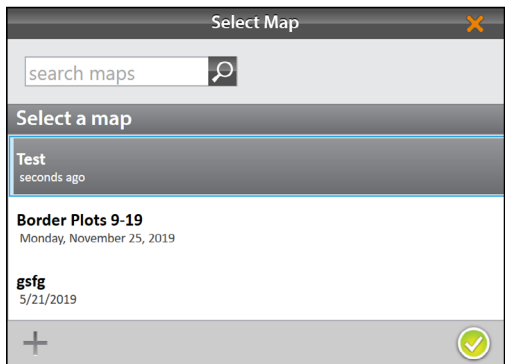 Select Map
search maps
Select a map
Test
seconds ago
Border Plots 9-19
Monday, November 25, 2019
gsfg
5/21/2019